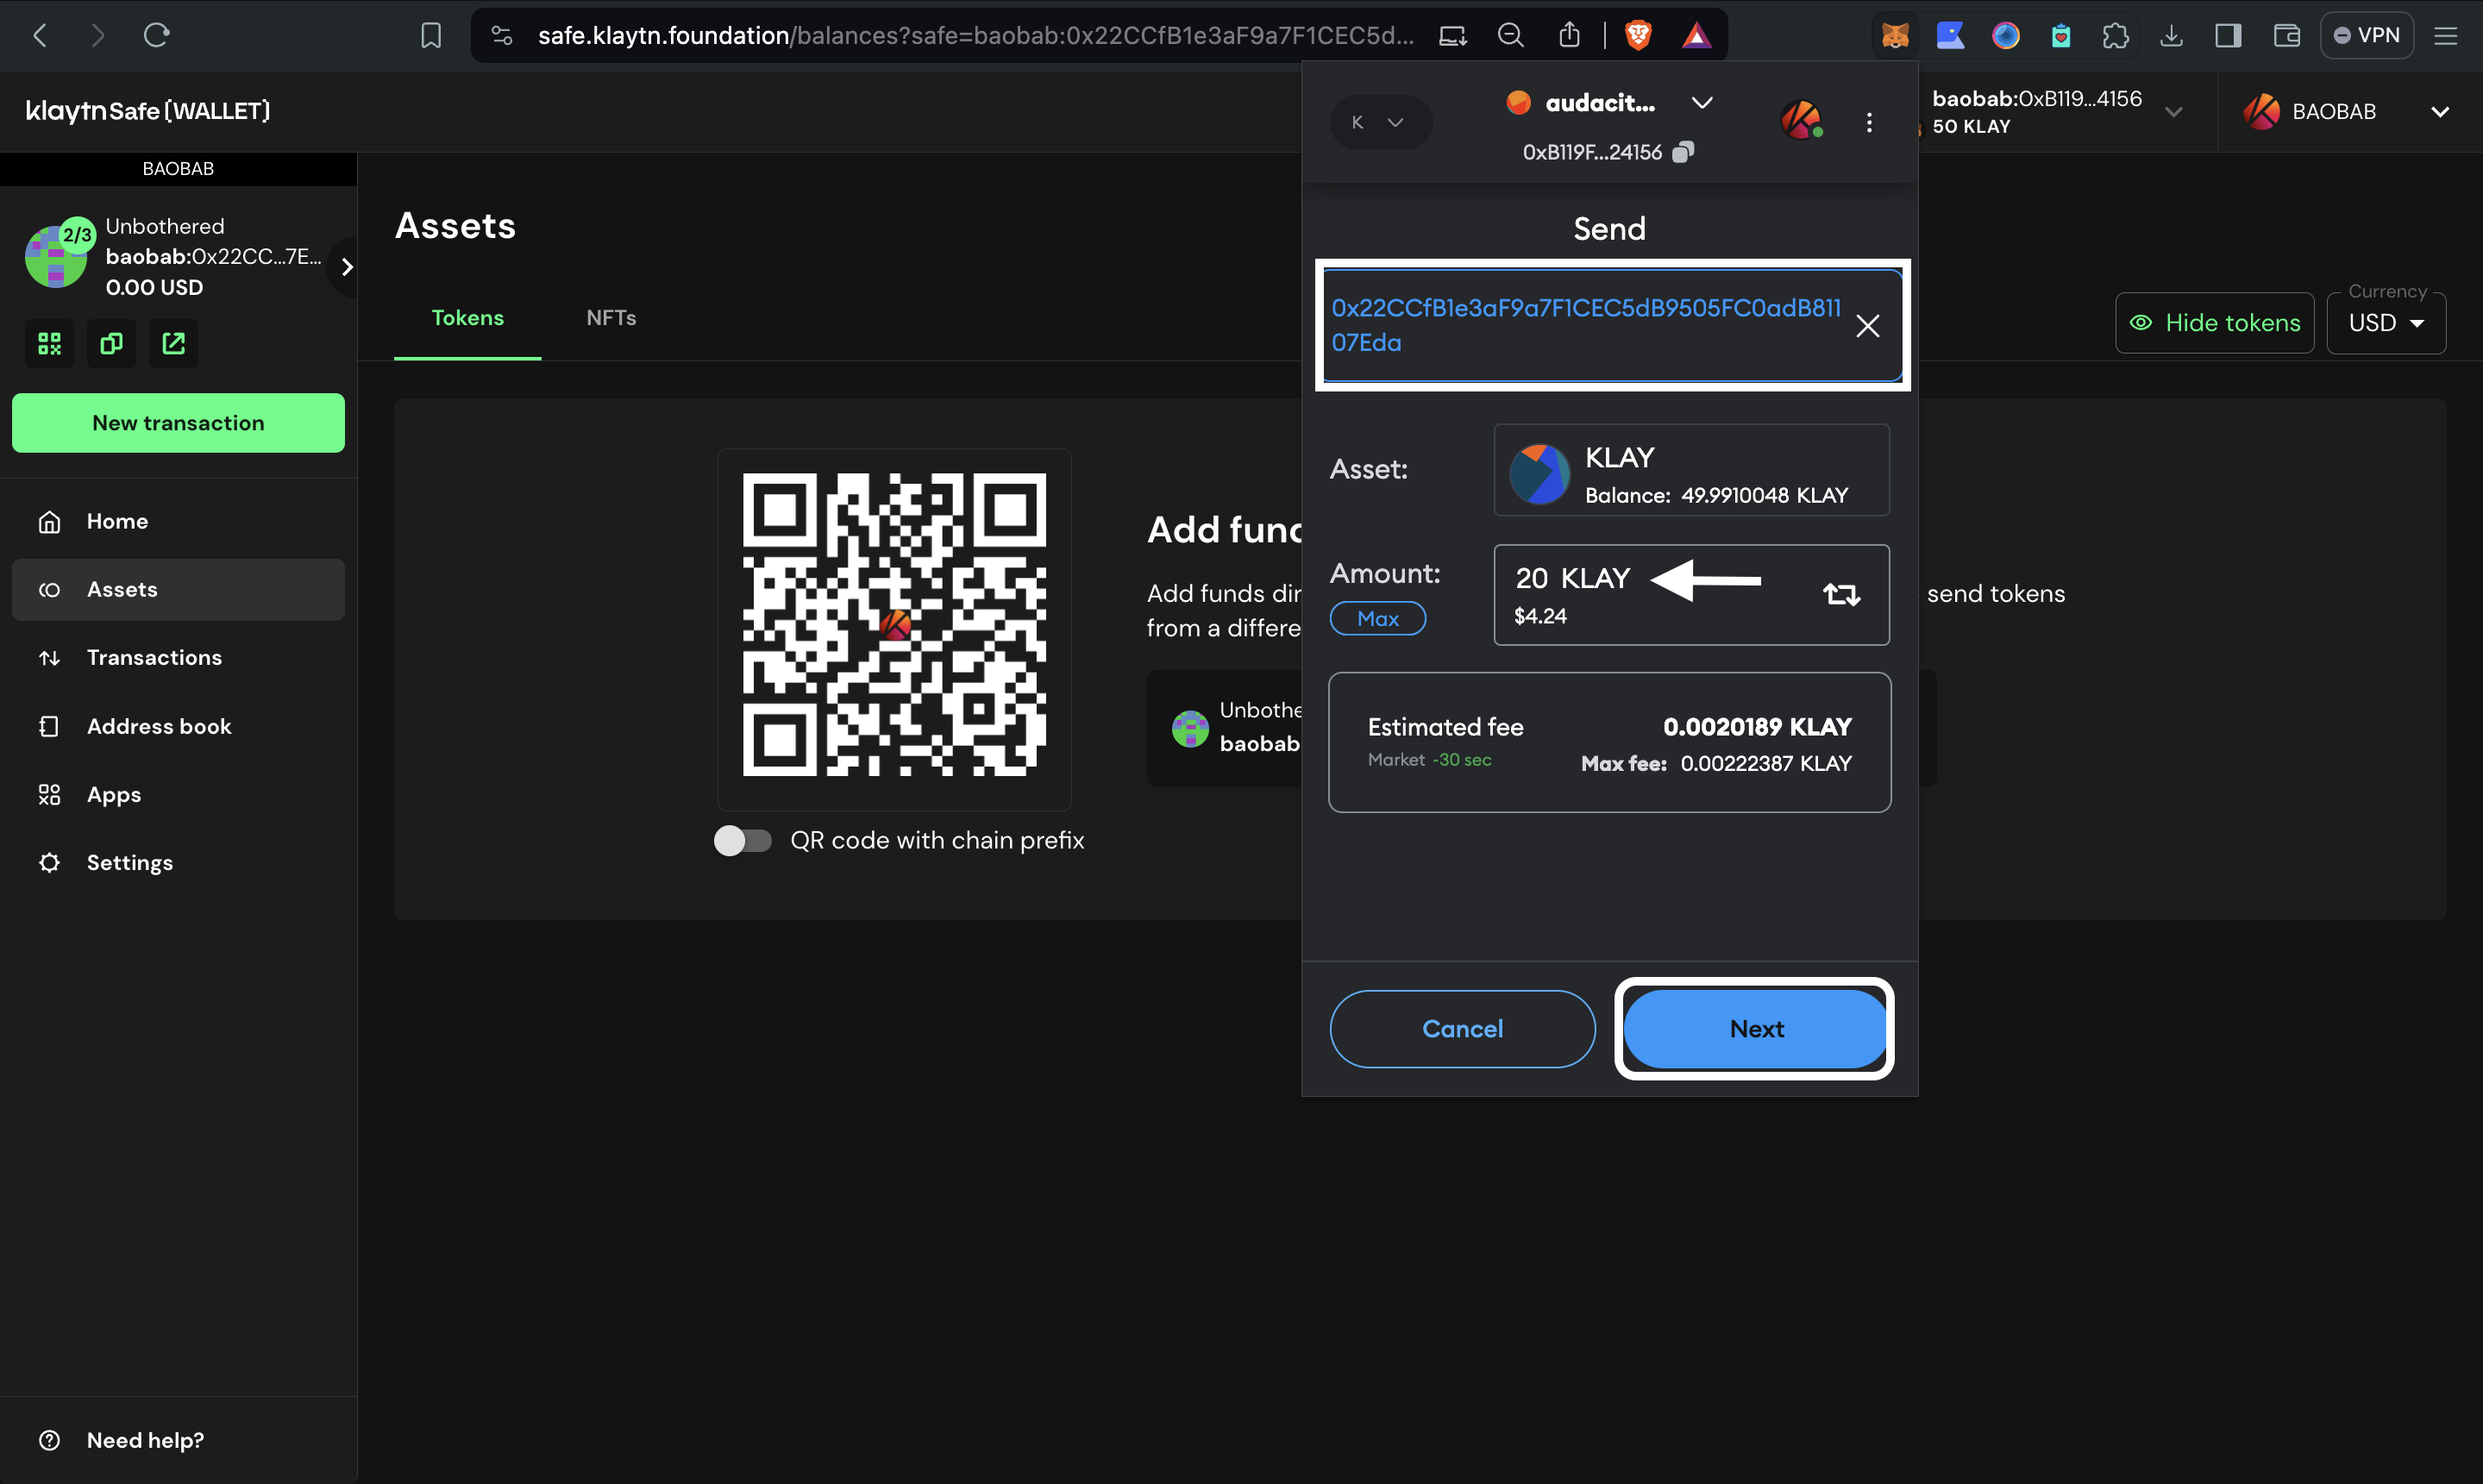 safe.klaytn.foundation/balances?safe=baobab:0x22CCfB1e3aF9a7F1CEC5d...
VPN
klaytn Safe{WALLET}
baobab:0xB119...4156
50 KLAY
BAOBAB
BAOBAB
2/3
Unbothered
baobab:0x22CC...7E...
0.00 USD
New transaction
Home
Assets
Transactions
Address book
Apps
Settings
Need help?
Assets
Tokens
NFTs
Hide tokens
Currency
USD
QR code with chain prefix
Add func
Add funds dir
send tokens
from a differe
Unbothe
baobab
K
audacit...
0xB119F...24156
Send
0x22CCfB1e3aF9a7F1CEC5dB9505FC0adB811
07Eda
Asset:
KLAY
Balance: 49.9910048 KLAY
Amount:
Max
20 KLAY
$4.24
Estimated fee
0.0020189 KLAY
Market -30 sec
Max fee: 0.00222387 KLAY
Cancel
Next